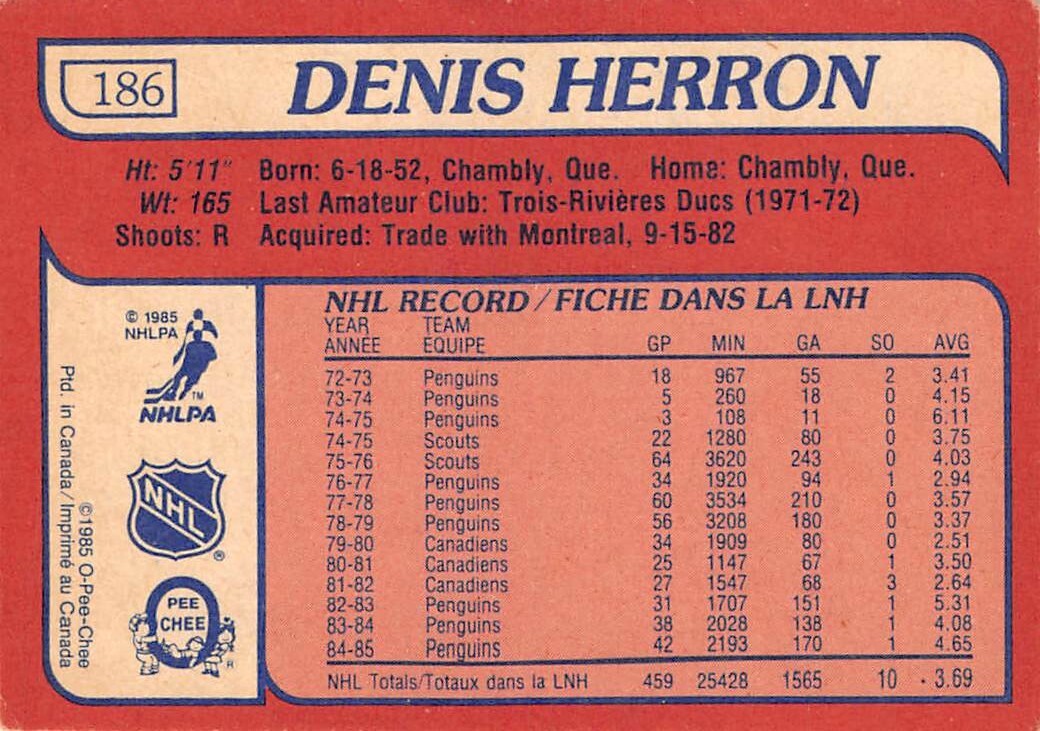 186 DENIS HERRON
Ht: 5'11" Born: 6-18-52, Chambly, Que. Home: Chambly, Que.
Wt: 165 Last Amateur Club: Trois-Rivières Ducs (1971-72)
Shoots: R Acquired: Trade with Montreal, 9-15-82
© 1985
NHLPA
TM
NHLPA
NHL
®
PEE
CHEE
R
©1985 O-Pee-Chee
Ptd. in Canada/Imprimé au Canada
NHL RECORD/FICHE DANS LA LNH
YEAR TEAM
ANNÉE ÉQUIPE GP MIN GA SO AVG
72-73 Penguins 18 967 55 2 3.41
73-74 Penguins 5 260 18 0 4.15
74-75 Penguins 3 108 11 0 6.11
74-75 Scouts 22 1280 80 0 3.75
75-76 Scouts 64 3620 243 0 4.03
76-77 Penguins 34 1920 94 1 2.94
77-78 Penguins 60 3534 210 0 3.57
78-79 Penguins 56 3208 180 0 3.37
79-80 Canadiens 34 1909 80 0 2.51
80-81 Canadiens 25 1147 67 1 3.50
81-82 Canadiens 27 1547 68 3 2.64
82-83 Penguins 31 1707 151 1 5.31
83-84 Penguins 38 2028 138 1 4.08
84-85 Penguins 42 2193 170 1 4.65
NHL Totals/Totaux dans la LNH 459 25428 1565 10 3.69